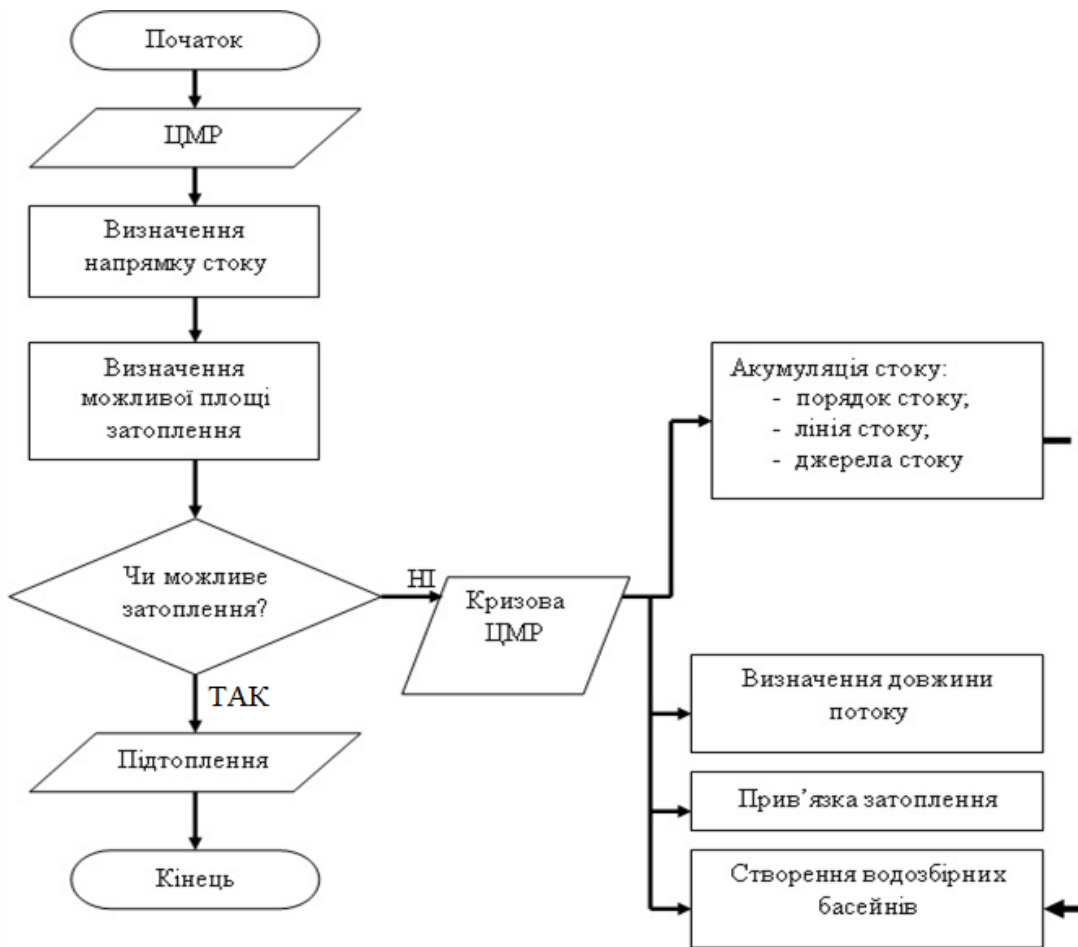 Початок
ЦМР
Визначення
напрямку стоку
Визначення
можливої площі
затоплення
Чи можливе
затоплення?
НІ
ТАК
Підтоплення
Кінець
Кризова
ЦМР
Акумуляція стоку:
- порядок стоку;
- лінія стоку;
- джерела стоку
Визначення довжини
потоку
Прив’язка затоплення
Створення водозбірних
басейнів